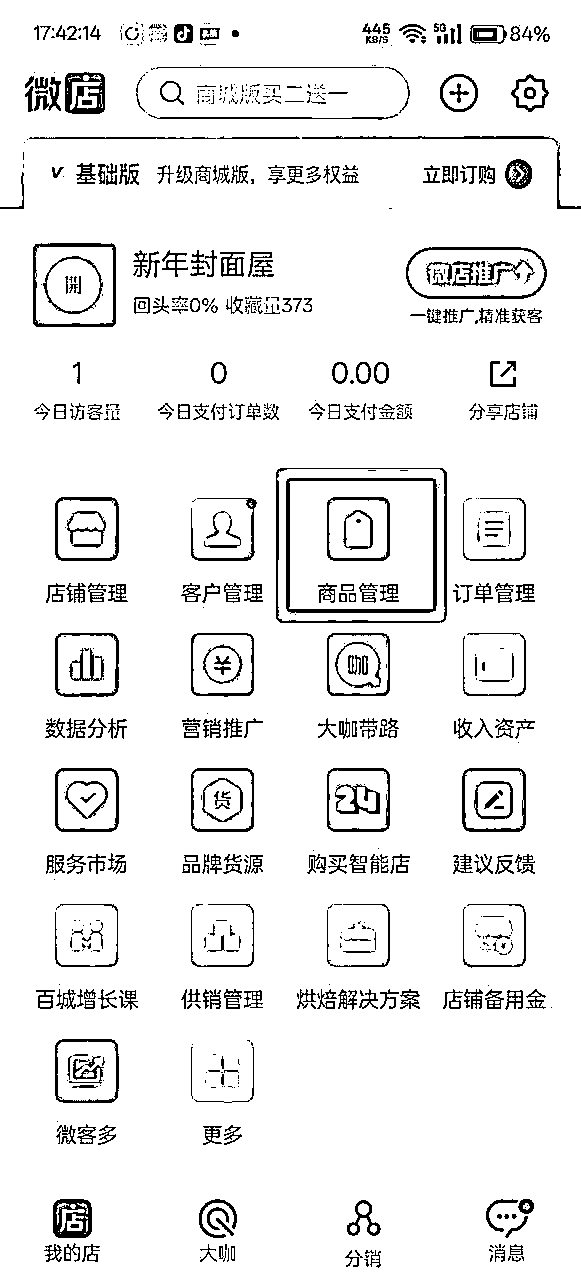 17:42:14 445 KB/S 5G 84%
微店 商城版买二送一
基础版 升级商城版，享更多权益 立即订购
開 新年封面屋 微店推广
回头率0% 收藏量373 一键推广,精准获客
1 0 0.00
今日访客量 今日支付订单数 今日支付金额 分享店铺
店铺管理 客户管理 商品管理 订单管理
咖
数据分析 营销推广 大咖带路 收入资产
货 24
服务市场 品牌货源 购买智能店 建议反馈
百城增长课 供销管理 烘焙解决方案 店铺备用金
微客多 更多
店
我的店 大咖 分销 消息